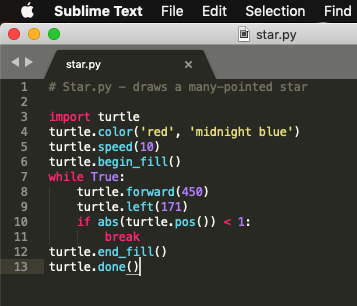 Sublime Text File Edit Selection Find
star.py
star.py ×
1 # Star.py – draws a many-pointed star
2
3 import turtle
4 turtle.color('red', 'midnight blue')
5 turtle.speed(10)
6 turtle.begin_fill()
7 while True:
8     turtle.forward(450)
9     turtle.left(171)
10     if abs(turtle.pos()) < 1:
11         break
12 turtle.end_fill()
13 turtle.done()